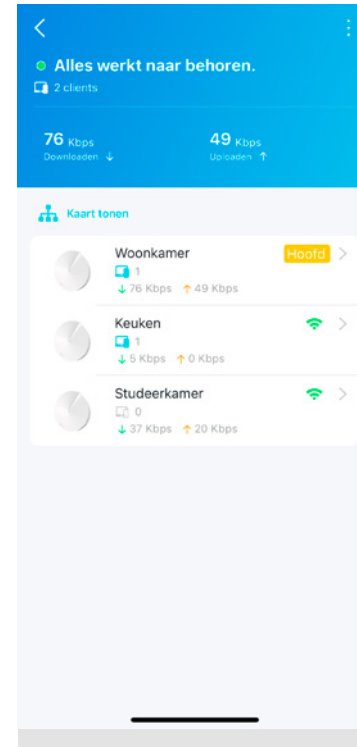 Alles werkt naar behoren.
2 clients
76 Kbps
49 Kbps
Downloaden ↓
Uploaden ↑
Kaart tonen
Woonkamer
Hoofd
1
↓ 76 Kbps ↑ 49 Kbps
Keuken
1
↓ 5 Kbps ↑ 0 Kbps
Studeerkamer
0
↓ 37 Kbps ↑ 20 Kbps